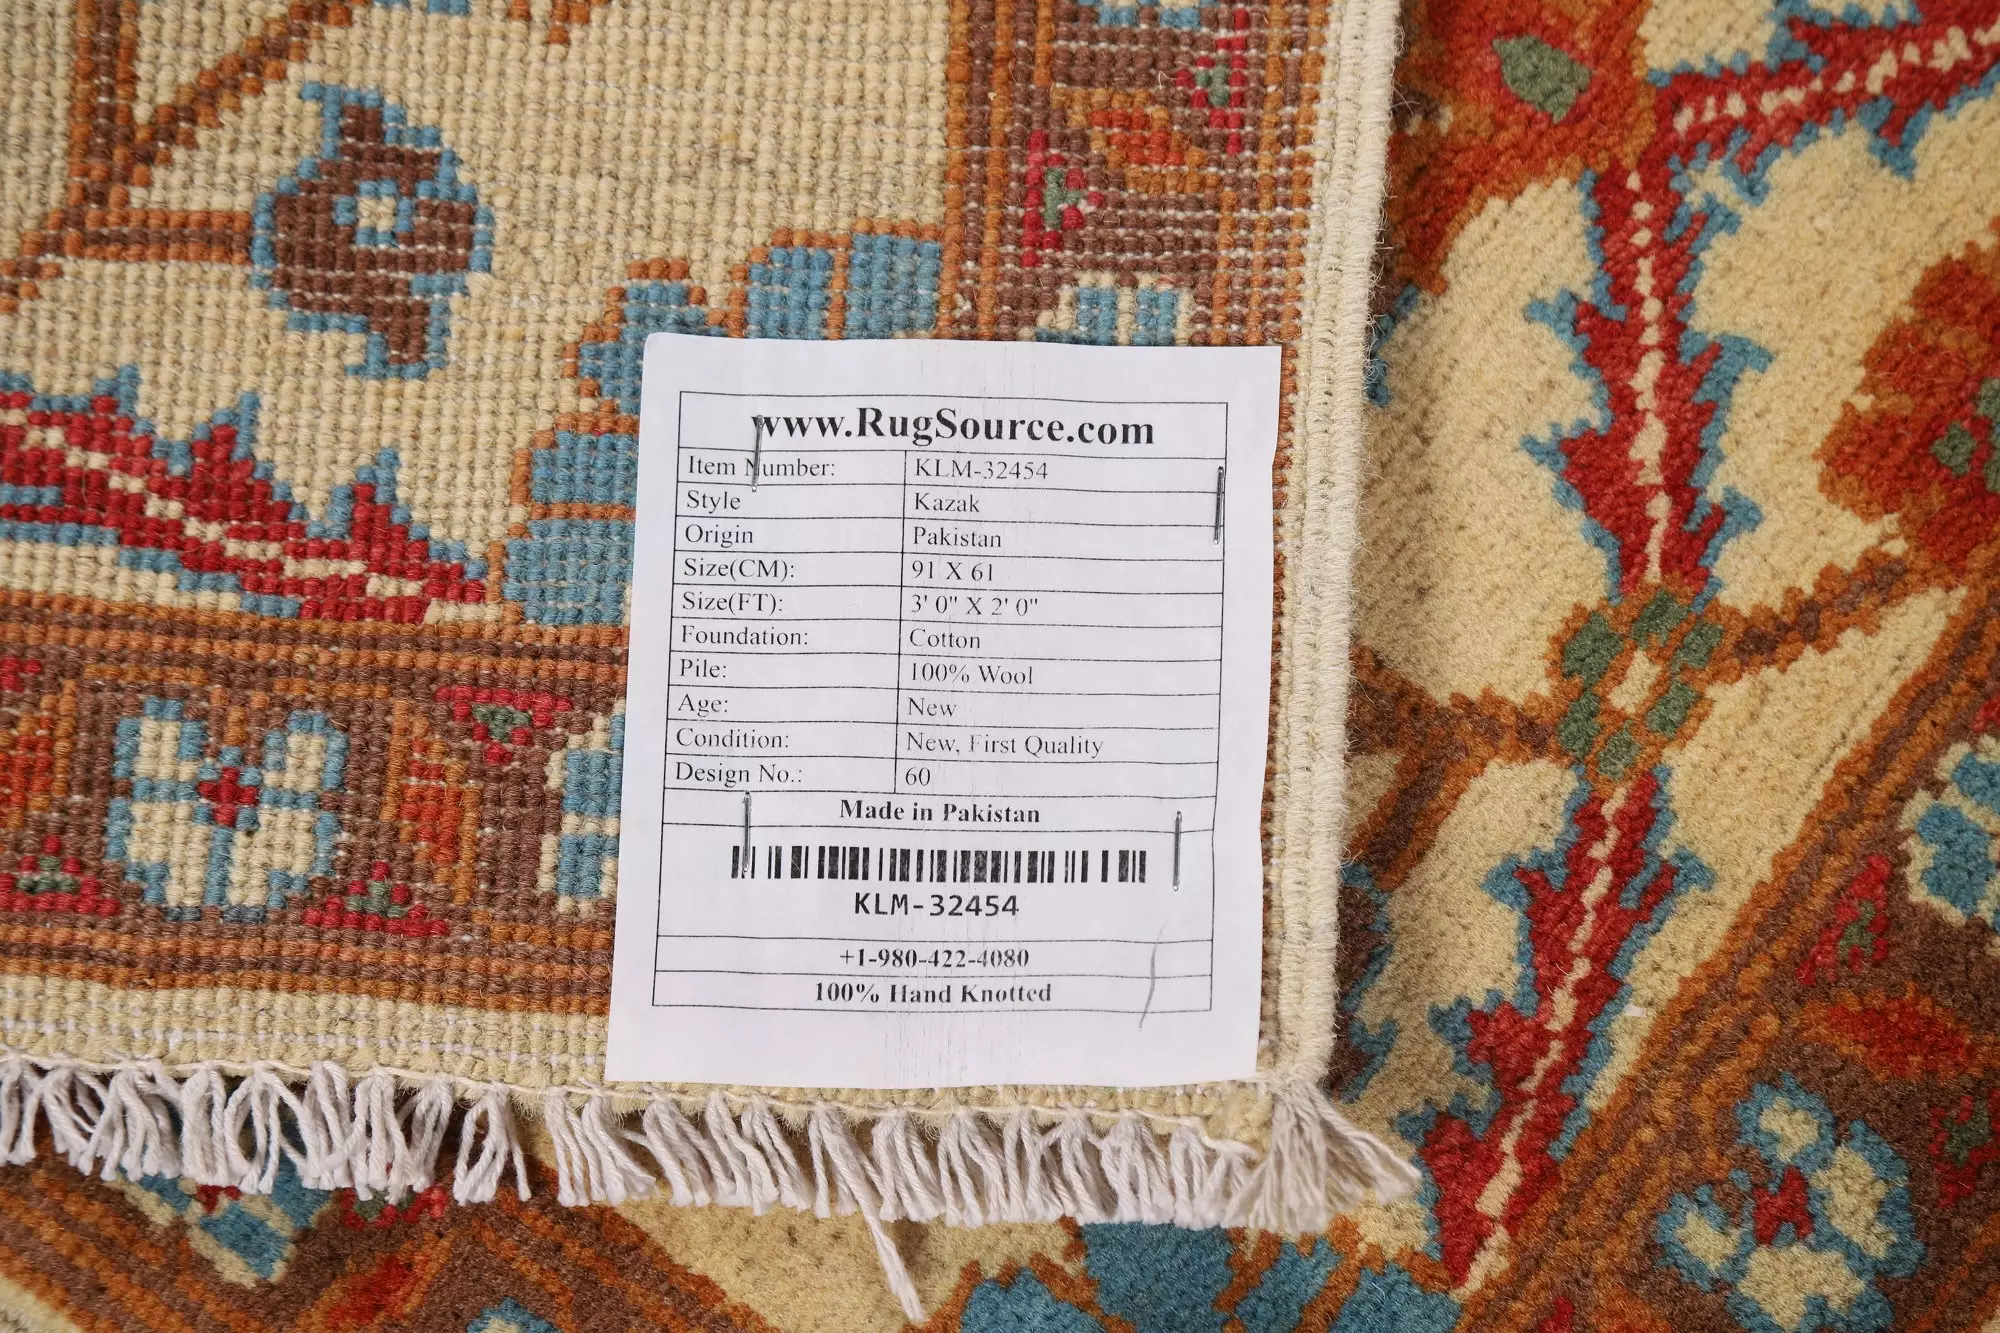 www.RugSource.com
Item Number: KLM-32454
Style Kazak
Origin Pakistan
Size(CM): 91 X 61
Size(FT): 3' 0" X 2' 0"
Foundation: Cotton
Pile: 100% Wool
Age: New
Condition: New, First Quality
Design No.: 60
Made in Pakistan
KLM-32454
+1-980-422-4080
100% Hand Knotted